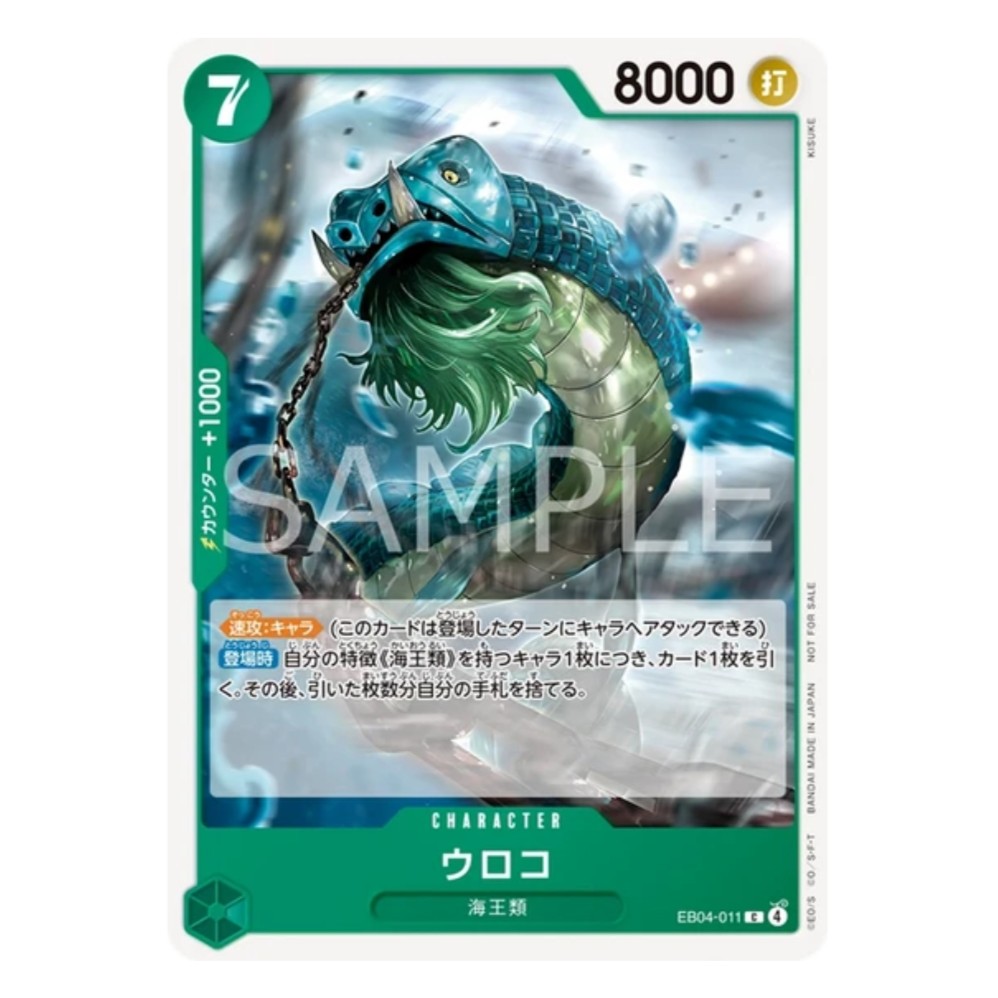 7
8000 打
KISUKE
カウンター +1000
SAMPLE
速攻:キャラ (このカードは登場したターンにキャラへアタックできる)
登場時 自分の特徴《海王類》を持つキャラ1枚につき、カード1枚を引
く。その後、引いた枚数分自分の手札を捨てる。
CHARACTER
ウロコ
海王類
EB04-011 C 4
©EO/S ©O/S・F・T BANDAI MADE IN JAPAN NOT FOR SALE